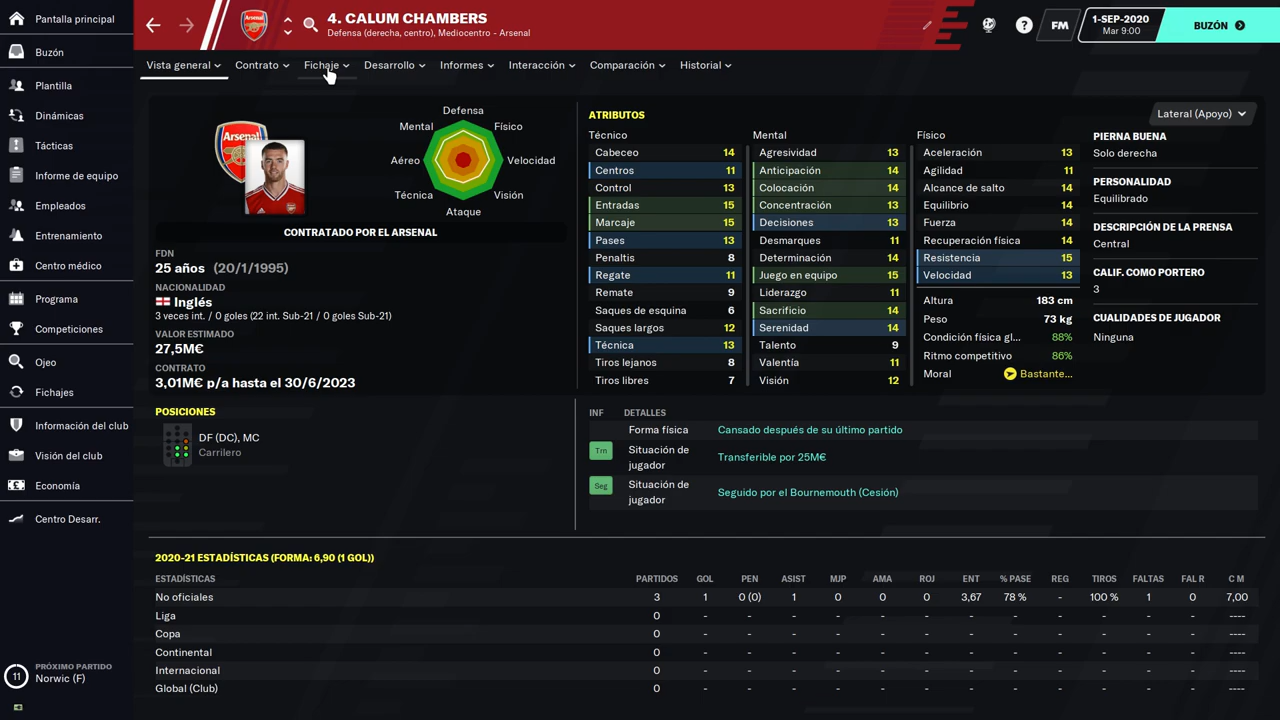 Pantalla principal
Buzón
Plantilla
Dinámicas
Tácticas
Informe de equipo
Empleados
Entrenamiento
Centro médico
Programa
Competiciones
Ojeo
Fichajes
Información del club
Visión del club
Economía
Centro Desarr.
11
PRÓXIMO PARTIDO
Norwic (F)
Arsenal
4. CALUM CHAMBERS
Defensa (derecha, centro), Mediocentro - Arsenal
?
FM
1-SEP-2020
Mar 9:00
BUZÓN
Vista general Contrato Fichaje Desarrollo Informes Interacción Comparación Historial
Arsenal
Defensa
Físico
Velocidad
Visión
Ataque
Técnica
Aéreo
Mental
CONTRATADO POR EL ARSENAL
FDN
25 años (20/1/1995)
NACIONALIDAD
Inglés
3 veces int. / 0 goles (22 int. Sub-21 / 0 goles Sub-21)
VALOR ESTIMADO
27,5M€
CONTRATO
3,01M€ p/a hasta el 30/6/2023
ATRIBUTOS
Lateral (Apoyo)
Técnico
Cabeceo 14
Centros 11
Control 13
Entradas 15
Marcaje 15
Pases 13
Penaltis 8
Regate 11
Remate 9
Saques de esquina 6
Saques largos 12
Técnica 13
Tiros lejanos 8
Tiros libres 7
Mental
Agresividad 13
Anticipación 14
Colocación 14
Concentración 14
Decisiones 13
Desmarques 11
Determinación 14
Juego en equipo 15
Liderazgo 11
Sacrificio 14
Serenidad 14
Talento 9
Valentía 11
Visión 12
Físico
Aceleración 13
Agilidad 11
Alcance de salto 14
Equilibrio 14
Fuerza 14
Recuperación física 14
Resistencia 15
Velocidad 13
Altura 183 cm
Peso 73 kg
Condición física gl... 88%
Ritmo competitivo 86%
Moral Bastante...
PIERNA BUENA
Solo derecha
PERSONALIDAD
Equilibrado
DESCRIPCIÓN DE LA PRENSA
Central
CALIF. COMO PORTERO
3
CUALIDADES DE JUGADOR
Ninguna
POSICIONES
DF (DC), MC
Carrilero
INF DETALLES
Forma física Cansado después de su último partido
Trn Situación de jugador Transferible por 25M€
Seg Situación de jugador Seguido por el Bournemouth (Cesión)
2020-21 ESTADÍSTICAS (FORMA: 6,90 (1 GOL))
ESTADÍSTICAS PARTIDOS GOL PEN ASIST MJP AMA ROJ ENT % PASE REG TIROS FALTAS FAL R C M
No oficiales 3 1 0 (0) 1 0 0 0 3,67 78 % - 100 % 1 0 7,00
Liga 0 - - - - - - - - - - - - ----
Copa 0 - - - - - - - - - - - - ----
Continental 0 - - - - - - - - - - - - ----
Internacional 0 - - - - - - - - - - - - ----
Global (Club) 0 - - - - - - - - - - - - ----